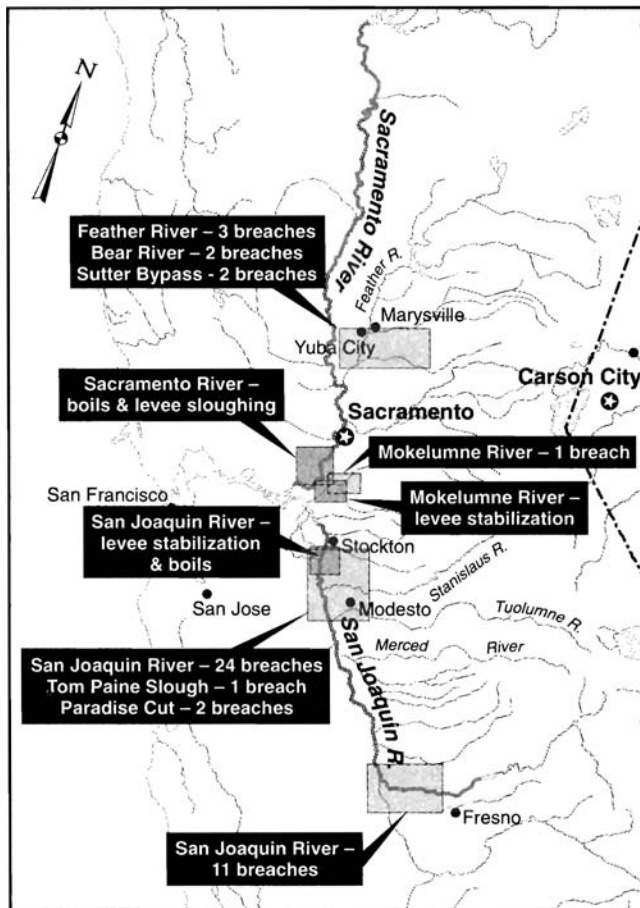 N
Sacramento River
Feather River – 3 breaches
Bear River – 2 breaches
Sutter Bypass - 2 breaches
Feather R.
Marysville
Yuba City
Carson City
Sacramento River –
boils & levee sloughing
Sacramento
Mokelumne River – 1 breach
San Francisco
Mokelumne River –
levee stabilization
San Joaquin River –
levee stabilization
& boils
Stockton
Stanislaus R.
San Jose
Modesto
Tuolumne R.
Merced River
San Joaquin R.
San Joaquin River – 24 breaches
Tom Paine Slough – 1 breach
Paradise Cut – 2 breaches
Fresno
San Joaquin River –
11 breaches